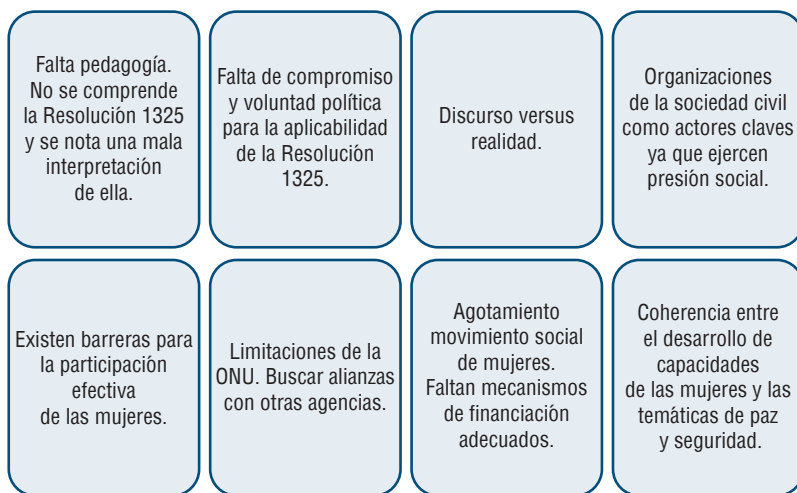 Falta pedagogía.
No se comprende
la Resolución 1325
y se nota una mala
interpretación
de ella.
Falta de compromiso
y voluntad política
para la aplicabilidad
de la Resolución
1325.
Discurso versus
realidad.
Organizaciones
de la sociedad civil
como actores claves
ya que ejercen
presión social.
Existen barreras para
la participación
efectiva
de las mujeres.
Limitaciones de la
ONU. Buscar alianzas
con otras agencias.
Agotamiento
movimiento social
de mujeres.
Faltan mecanismos
de financiación
adecuados.
Coherencia entre
el desarrollo de
capacidades
de las mujeres y las
temáticas de paz
y seguridad.